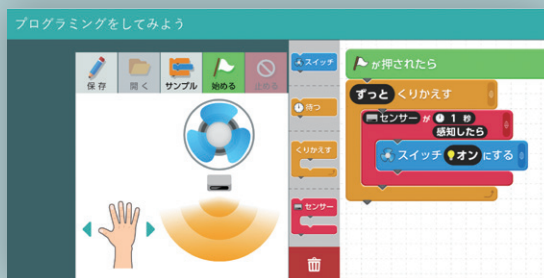 プログラミングをしてみよう
保存
開く
サンプル
始める
止める
スイッチ
待つ
くりかえす
センサー
が押されたら
ずっと くりかえす
センサー が 1 秒
感知したら
スイッチ オン にする